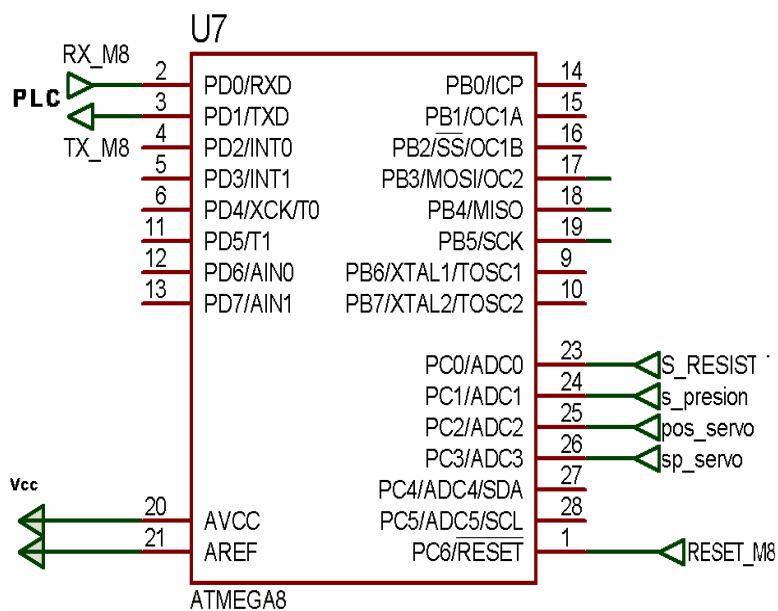 U7
RX_M8
2 PD0/RXD PB0/ICP 14
PLC
3 PD1/TXD PB1/OC1A 15
TX_M8
4 PD2/INT0 PB2/SS/OC1B 16
5 PD3/INT1 PB3/MOSI/OC2 17
6 PD4/XCK/T0 PB4/MISO 18
11 PD5/T1 PB5/SCK 19
12 PD6/AIN0 PB6/XTAL1/TOSC1 9
13 PD7/AIN1 PB7/XTAL2/TOSC2 10
PC0/ADC0 23 S_RESIST
PC1/ADC1 24 s_presion
PC2/ADC2 25 pos_servo
PC3/ADC3 26 sp_servo
PC4/ADC4/SDA 27
Vcc
20 AVCC PC5/ADC5/SCL 28
21 AREF PC6/RESET 1 RESET_M8
ATMEGA8